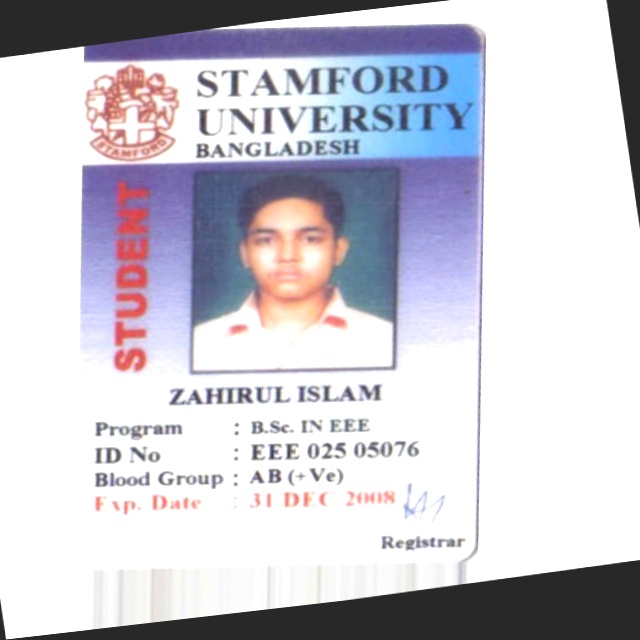 STAMFORD
UNIVERSITY
BANGLADESH
STAMFORD
STUDENT
ZAHIRUL ISLAM
Program : B.Sc. IN EEE
ID No : EEE 025 05076
Blood Group : AB (+Ve)
Exp. Date : 31 DEC 2008
Registrar